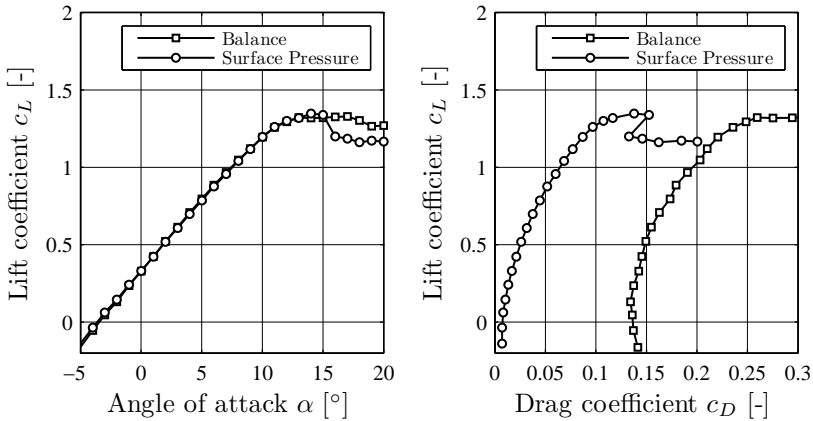 2
1.5
1
0.5
0
−5
0
5
10
15
20
Lift coefficient c_L [-]
Angle of attack α [°]
Balance
Surface Pressure
2
1.5
1
0.5
0
0
0.05
0.1
0.15
0.2
0.25
0.3
Lift coefficient c_L [-]
Drag coefficient c_D [-]
Balance
Surface Pressure